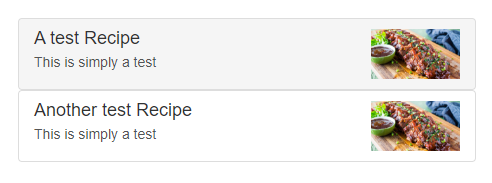 A test Recipe
This is simply a test
Another test Recipe
This is simply a test